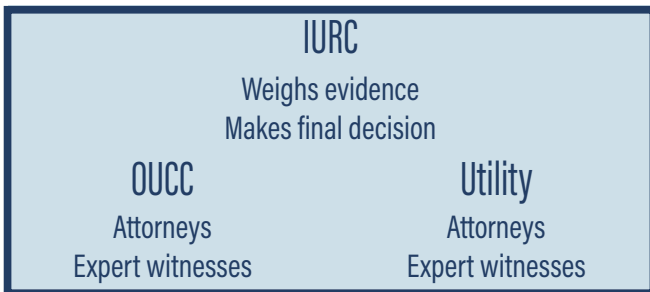 IURC
Weighs evidence
Makes final decision
OUCC
Attorneys
Expert witnesses
Utility
Attorneys
Expert witnesses